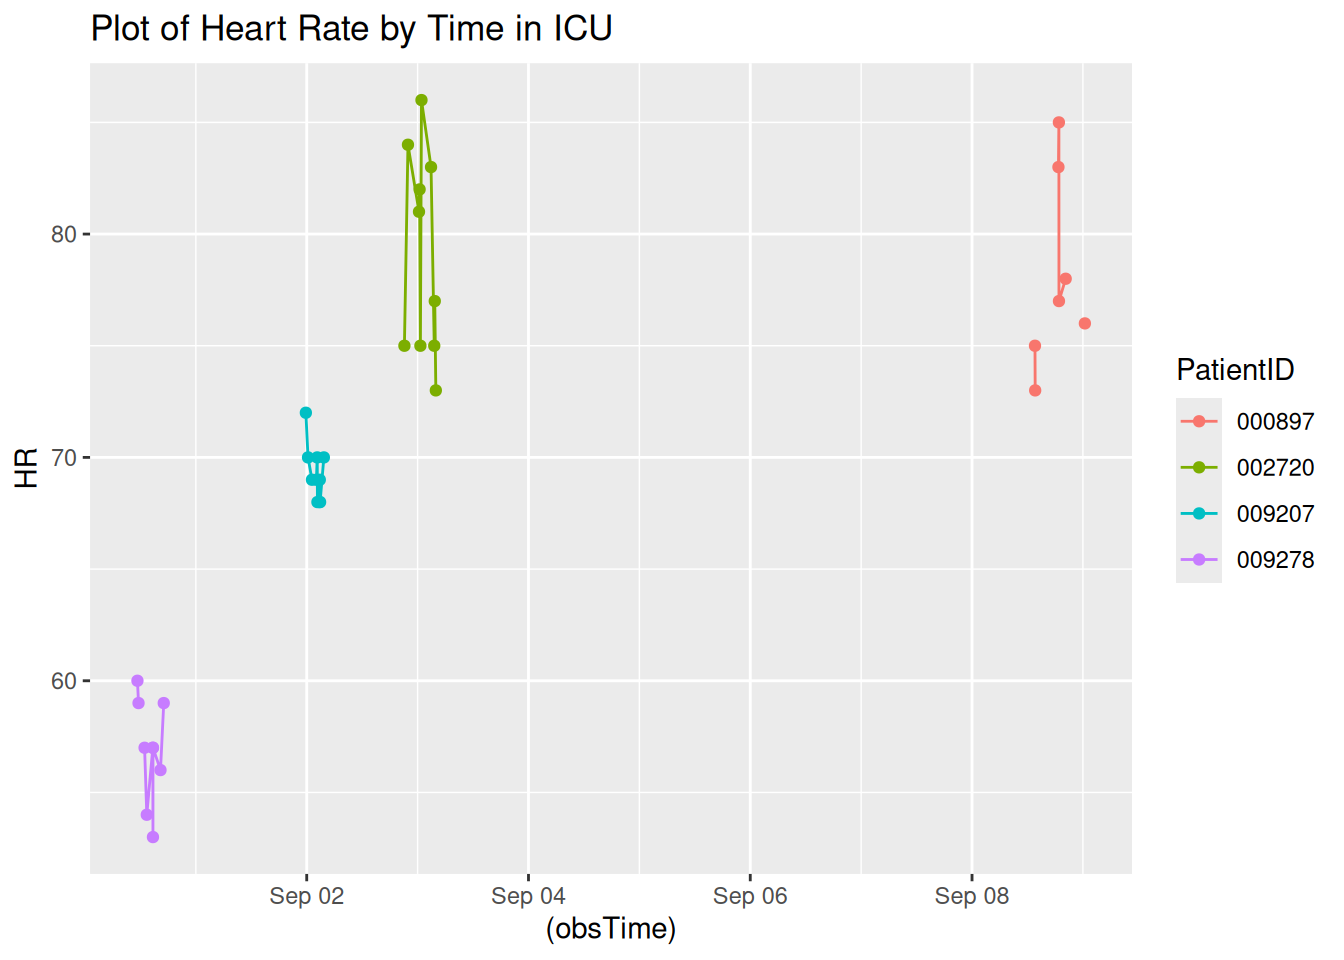 Plot of Heart Rate by Time in ICU
80
70
60
HR
Sep 02
Sep 04
Sep 06
Sep 08
(obsTime)
PatientID
000897
002720
009207
009278